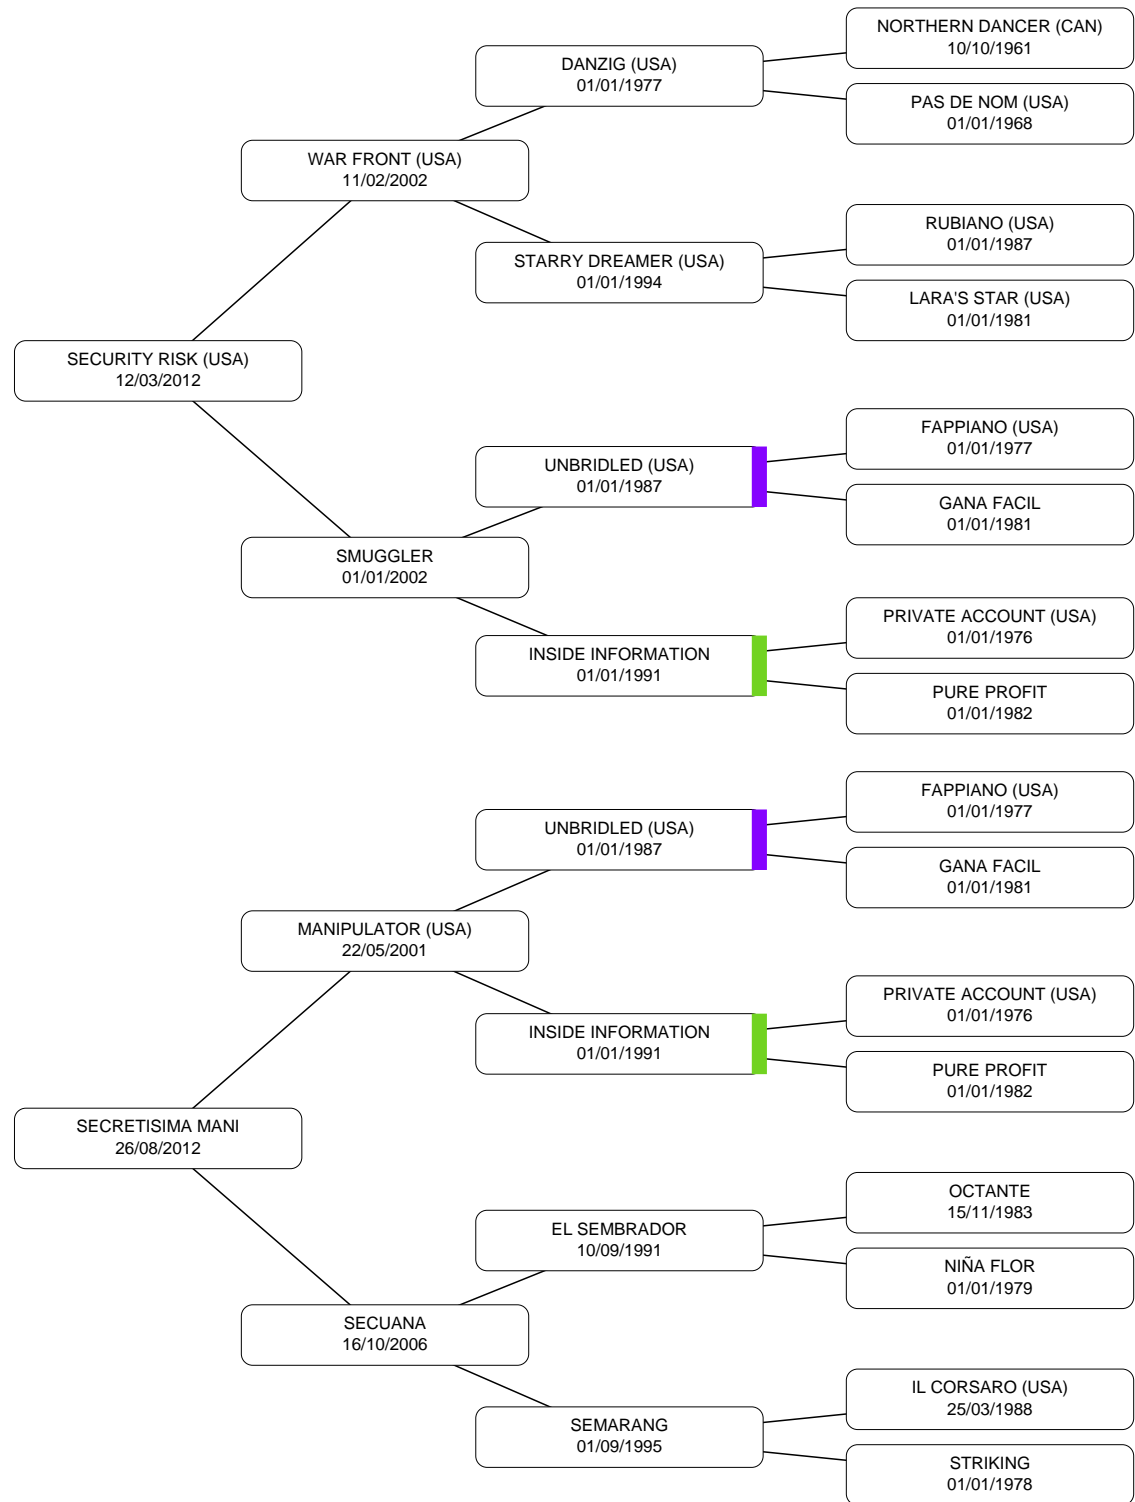 NORTHERN DANCER (CAN)
10/10/1961
DANZIG (USA)
01/01/1977
PAS DE NOM (USA)
01/01/1968
WAR FRONT (USA)
11/02/2002
RUBIANO (USA)
01/01/1987
STARRY DREAMER (USA)
01/01/1994
LARA'S STAR (USA)
01/01/1981
SECURITY RISK (USA)
12/03/2012
FAPPIANO (USA)
01/01/1977
UNBRIDLED (USA)
01/01/1987
GANA FACIL
01/01/1981
SMUGGLER
01/01/2002
PRIVATE ACCOUNT (USA)
01/01/1976
INSIDE INFORMATION
01/01/1991
PURE PROFIT
01/01/1982
FAPPIANO (USA)
01/01/1977
UNBRIDLED (USA)
01/01/1987
GANA FACIL
01/01/1981
MANIPULATOR (USA)
22/05/2001
PRIVATE ACCOUNT (USA)
01/01/1976
INSIDE INFORMATION
01/01/1991
PURE PROFIT
01/01/1982
SECRETISIMA MANI
26/08/2012
OCTANTE
15/11/1983
EL SEMBRADOR
10/09/1991
NIÑA FLOR
01/01/1979
SECUANA
16/10/2006
IL CORSARO (USA)
25/03/1988
SEMARANG
01/09/1995
STRIKING
01/01/1978